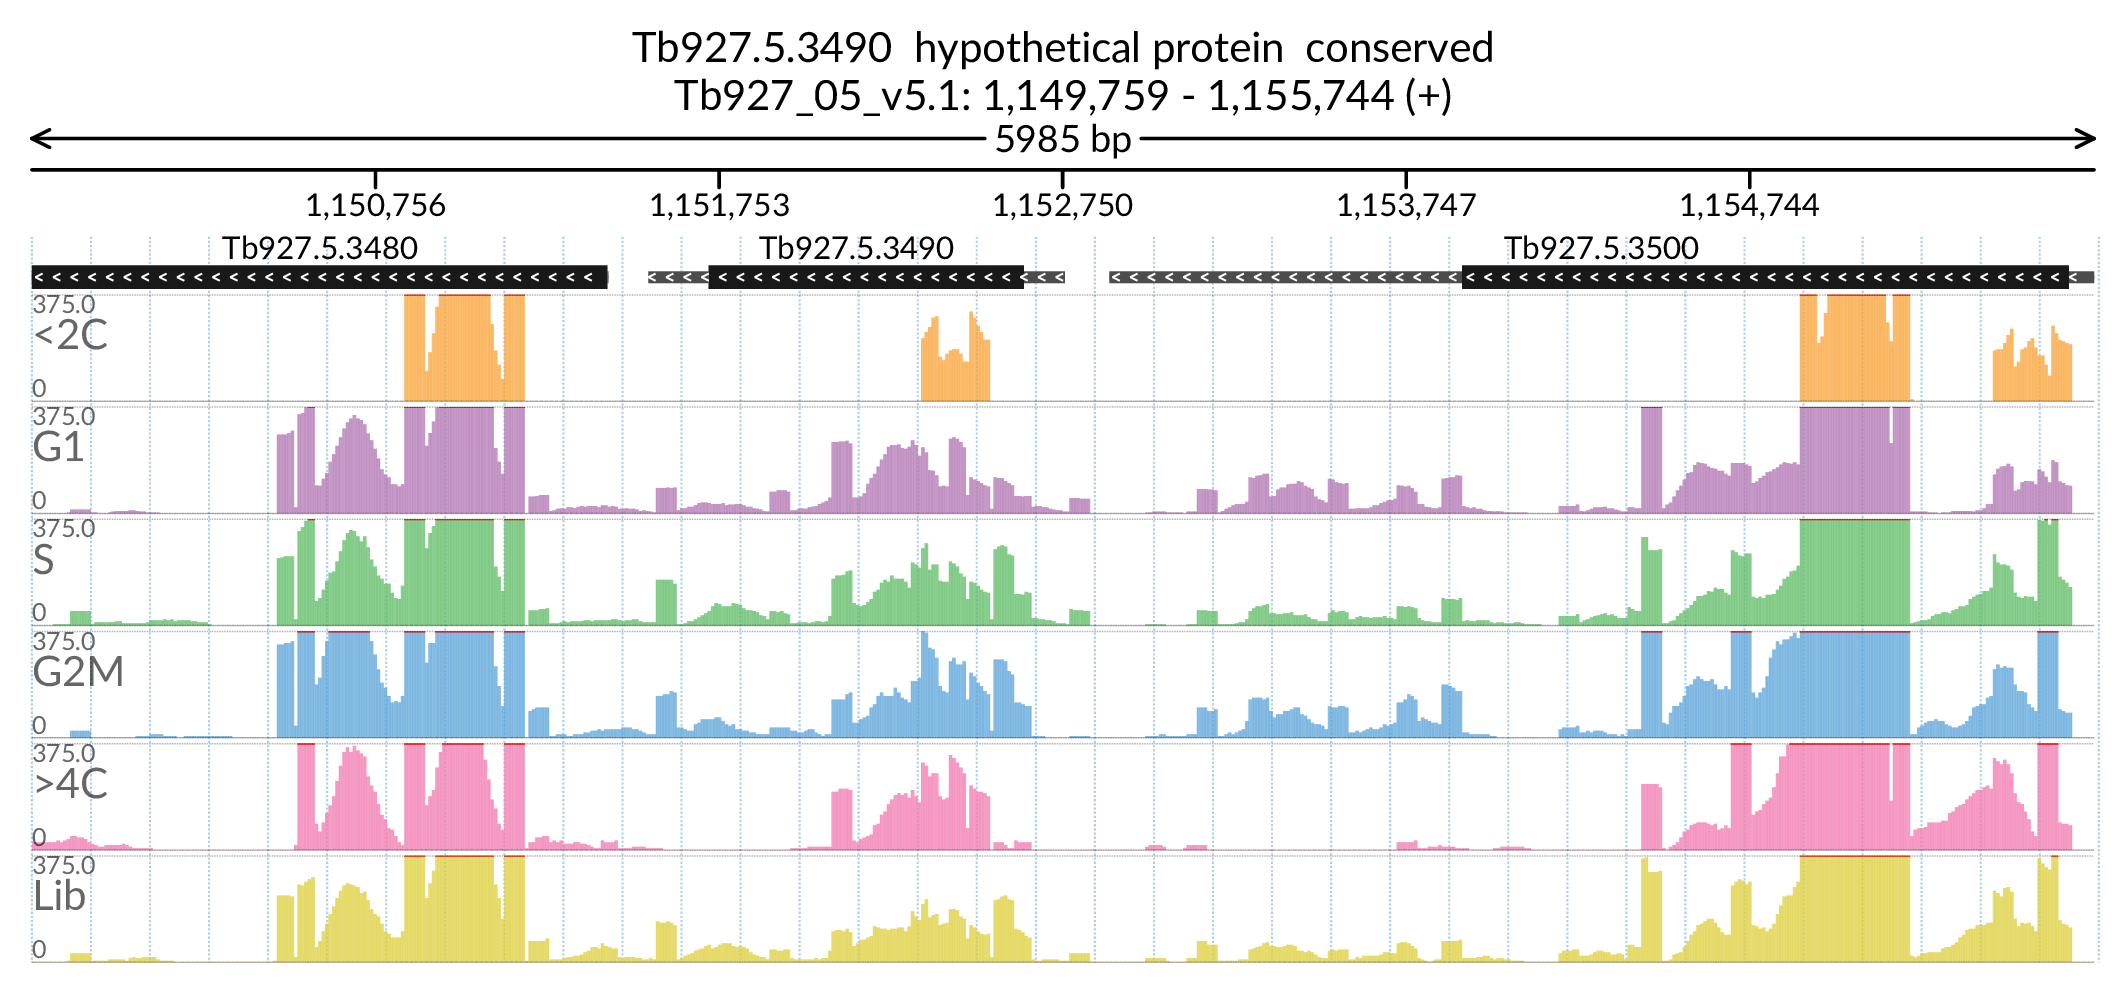 Tb927.5.3490  hypothetical protein  conserved
Tb927_05_v5.1: 1,149,759 - 1,155,744 (+)
5985 bp
1,150,756 1,151,753 1,152,750 1,153,747 1,154,744
Tb927.5.3480 Tb927.5.3490 Tb927.5.3500
375.0
<2C
0
375.0
G1
0
375.0
S
0
375.0
G2M
0
375.0
>4C
0
375.0
Lib
0